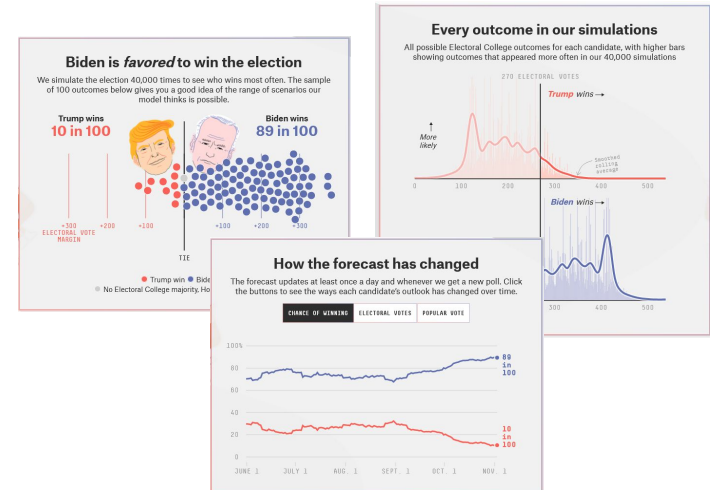 Biden is favored to win the election
We simulate the election 40,000 times to see who wins most often. The sample
of 100 outcomes below gives you a good idea of the range of scenarios our
model thinks is possible.
Trump wins
10 in 100
Biden wins
89 in 100
+300
ELECTORAL VOTE
MARGIN
+200
+100
TIE
+100
+200
+300
Trump win
No Electoral College majority,
Every outcome in our simulations
All possible Electoral College outcomes for each candidate, with higher bars
showing outcomes that appeared more often in our 40,000 simulations
270 ELECTORAL VOTES
Trump wins →
↑
More
likely
Smoothed
rolling
average
0 100 200 300 400 500
Biden wins →
300 400 500
How the forecast has changed
The forecast updates at least once a day and whenever we get a new poll. Click
the buttons to see the ways each candidate's outlook has changed over time.
CHANCE OF WINNING ELECTORAL VOTES POPULAR VOTE
100%
80
60
40
20
0
89
in
100
10
in
100
JUNE 1 JULY 1 AUG. 1 SEPT. 1 OCT. 1 NOV. 1